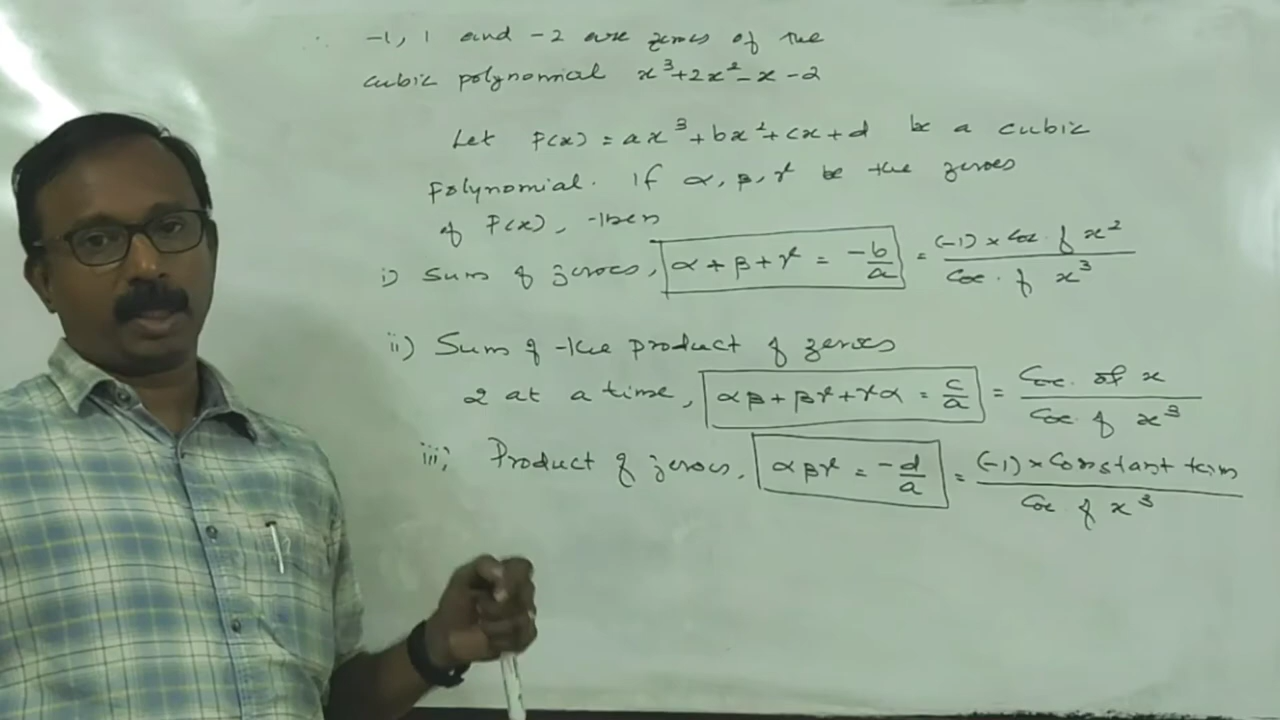 ∴ -1, 1 and -2 are zeroes of the
cubic polynomial x³+2x²-x-2
Let P(x) = ax³+bx²+cx+d be a cubic
Polynomial. If α, β, γ be the zeroes
of P(x), then
i) Sum of zeroes, α+β+γ = -b/a = (-1) × Coe. of x² / Coe. of x³
ii) Sum of the product of zeroes
2 at a time, αβ+βγ+γα = c/a = Coe. of x / Coe. of x³
iii) Product of zeroes, αβγ = -d/a = (-1) × Constant term / Coe. of x³